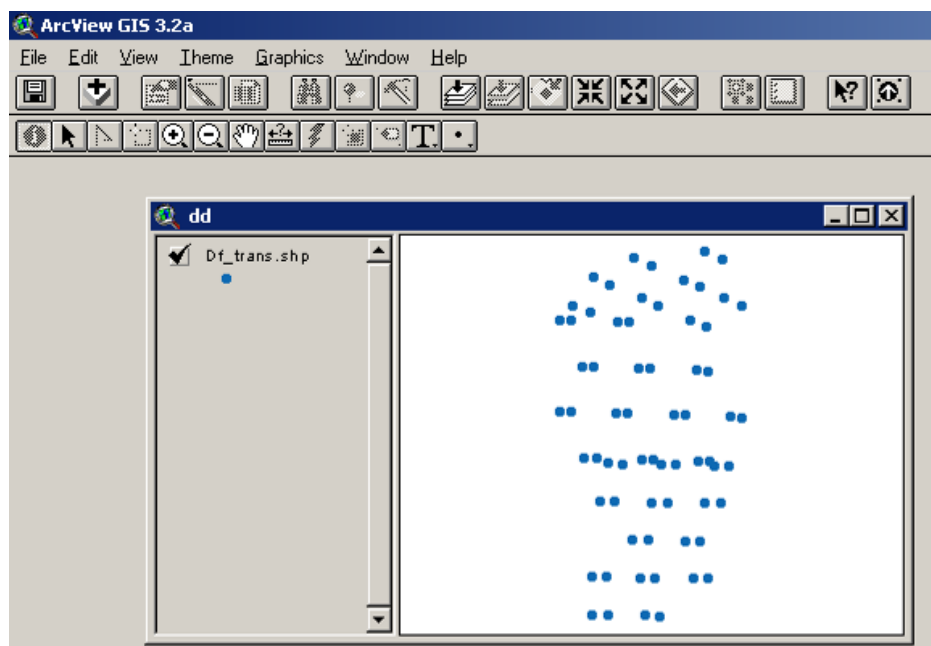 ArcView GIS 3.2a
File Edit View Theme Graphics Window Help
T
dd
Df_trans.shp